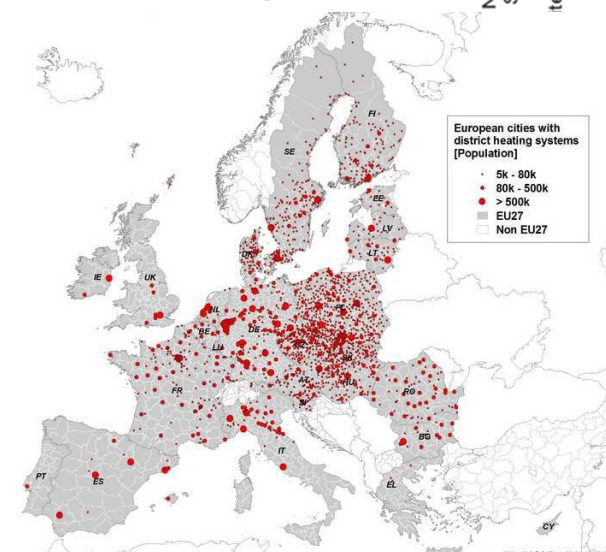 FI
SE
EE
LV
LT
DK
IE
UK
NL
PL
BE
DE
LU
FR
AT
HU
RO
BG
IT
PT
ES
EL
CY
European cities with
district heating systems
[Population]
5k - 80k
80k - 500k
> 500k
EU27
Non EU27